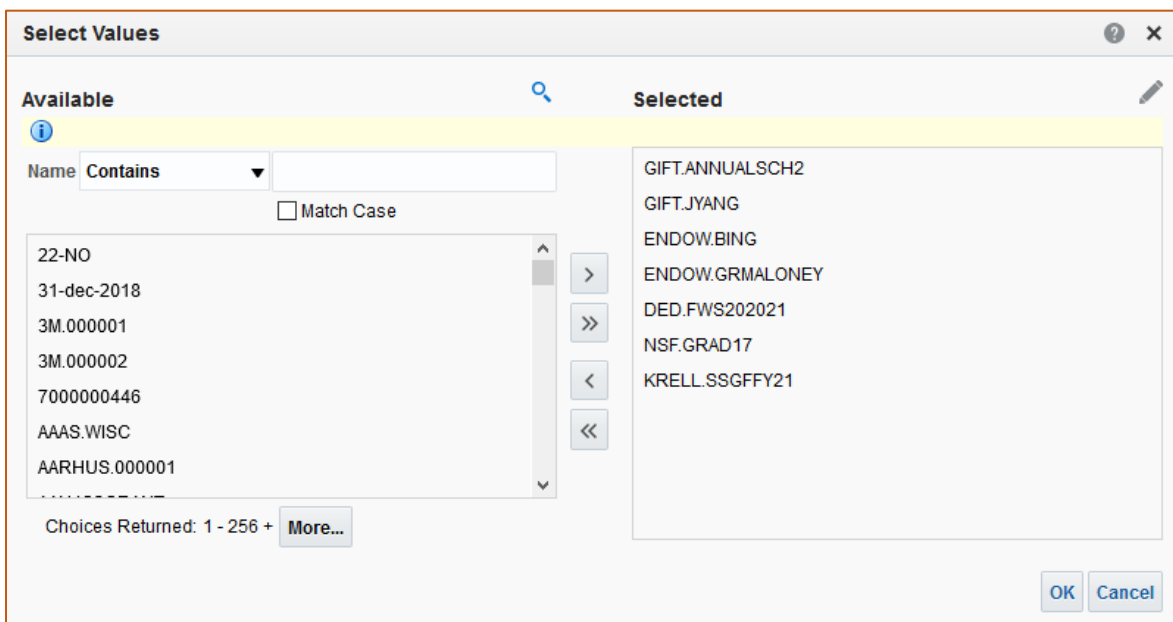 Select Values
Available
Selected
Name Contains
Match Case
22-NO
31-dec-2018
3M.000001
3M.000002
7000000446
AAAS.WISC
AARHUS.000001
Choices Returned: 1 - 256 + More...
GIFT.ANNUALSCH2
GIFT.JYANG
ENDOW.BING
ENDOW.GRMALONEY
DED.FWS202021
NSF.GRAD17
KRELL.SSGFFY21
OK Cancel